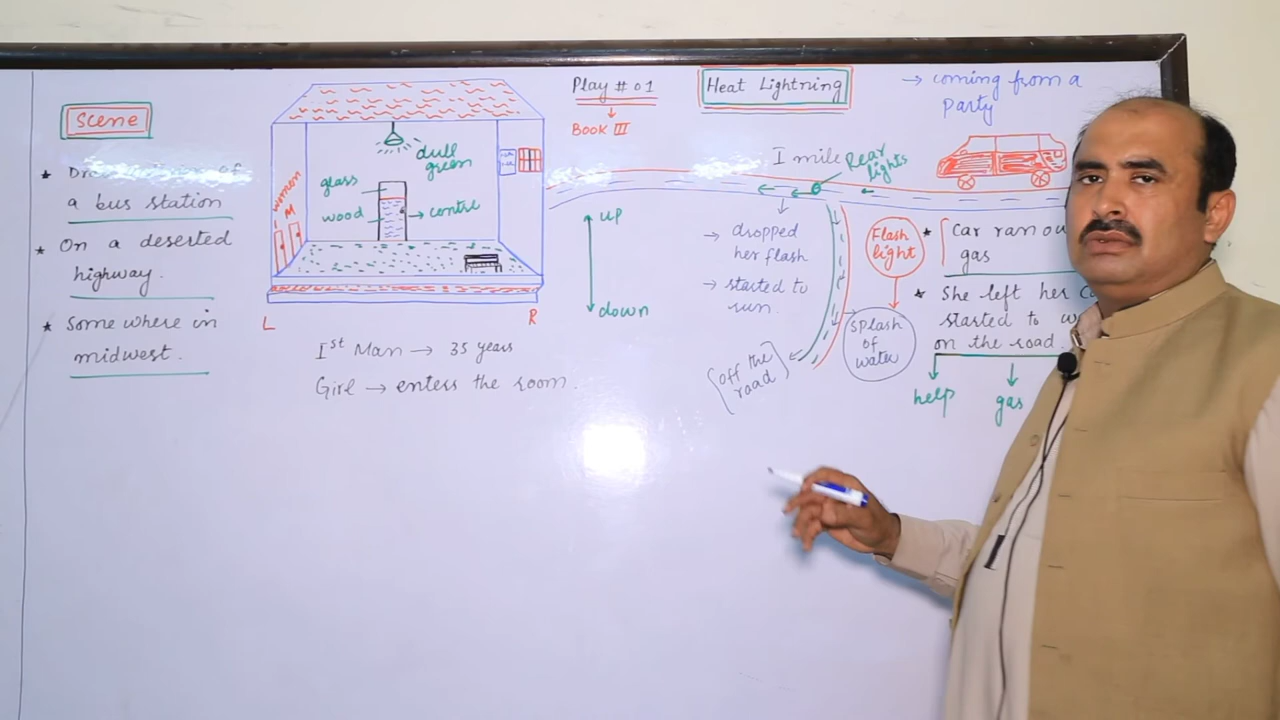 Scene
of
a bus station
On a deserted
highway.
Some where in
midwest.
women
M
dull
green
glass
wood
centre
L
R
Ist Man → 35 years
Girl → enters the room.
Play # 01
Book III
up
down
Heat Lightning
→ coming from a
party
I mile
Rear
lights
→ dropped
her flash
→ started to
run.
off the
road
Flash
light
Splash
of
water
Car ran
gas
She left her
started to
on the road.
help
gas